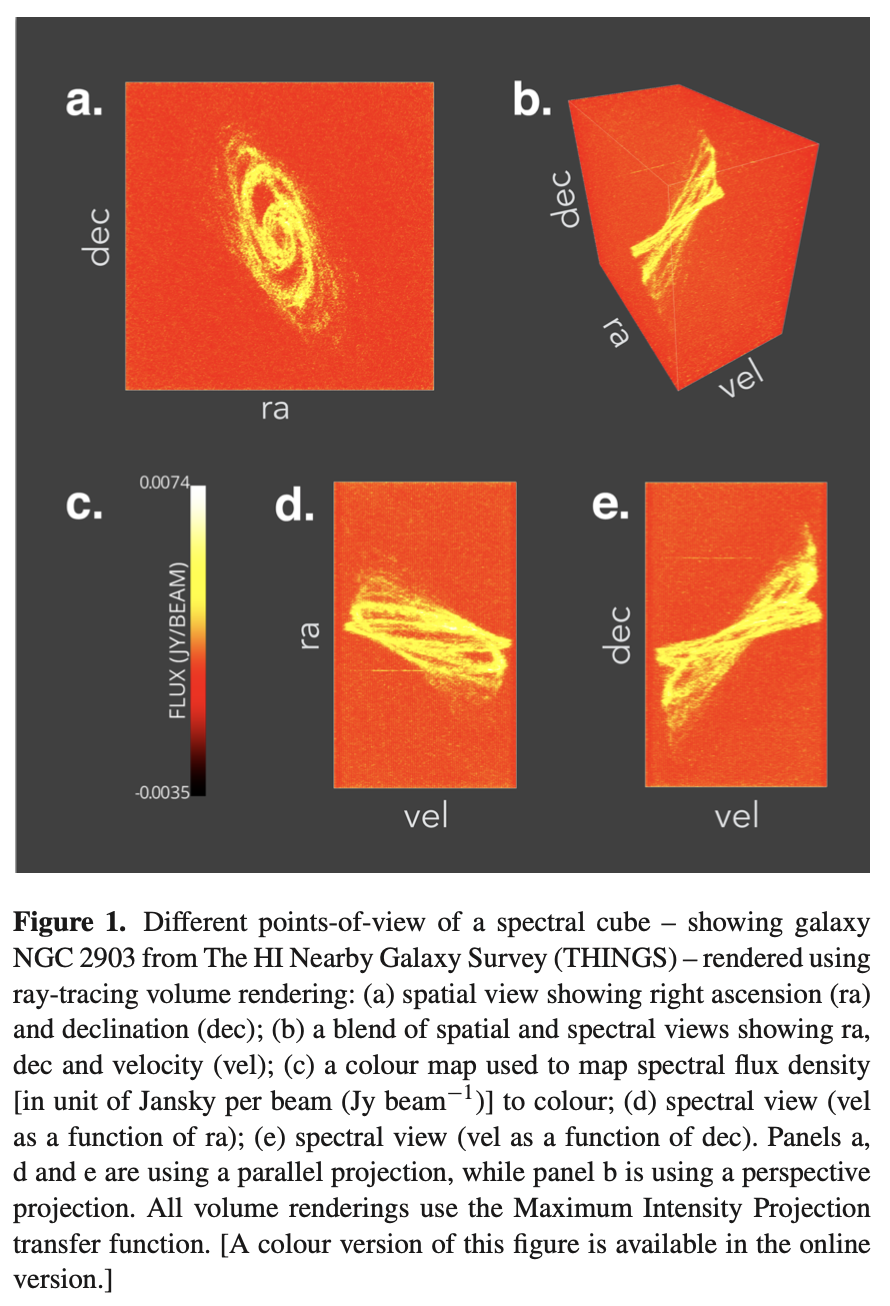 a.
dec
ra
b.
dec
ra
vel
c.
0.0074
FLUX (JY/BEAM)
-0.0035
d.
ra
vel
e.
dec
vel
Figure 1. Different points-of-view of a spectral cube – showing galaxy
NGC 2903 from The HI Nearby Galaxy Survey (THINGS) – rendered using
ray-tracing volume rendering: (a) spatial view showing right ascension (ra)
and declination (dec); (b) a blend of spatial and spectral views showing ra,
dec and velocity (vel); (c) a colour map used to map spectral flux density
[in unit of Jansky per beam (Jy beam⁻¹)] to colour; (d) spectral view (vel
as a function of ra); (e) spectral view (vel as a function of dec). Panels a,
d and e are using a parallel projection, while panel b is using a perspective
projection. All volume renderings use the Maximum Intensity Projection
transfer function. [A colour version of this figure is available in the online
version.]